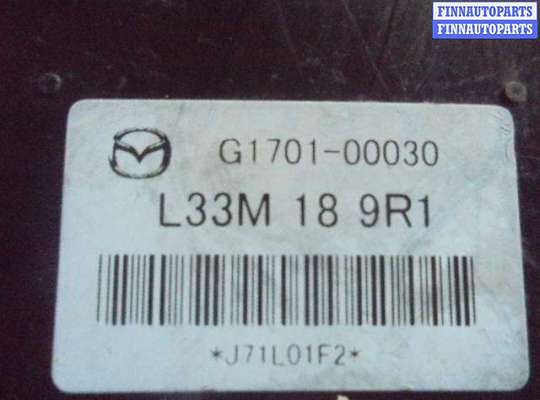 FINNAUTOPARTS
FINNAUTOPARTS
G1701-00030
L33M 18 9R1
*J71L01F2*